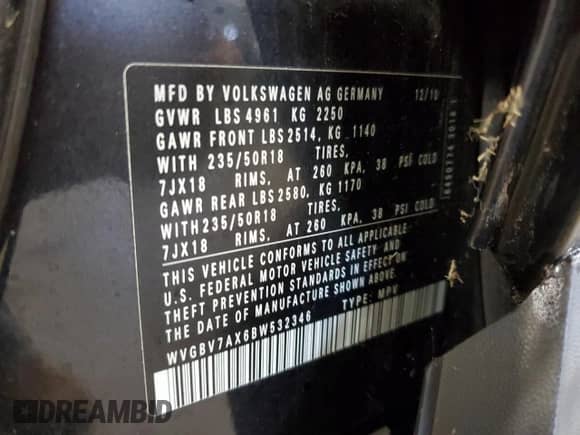 MFD BY VOLKSWAGEN AG GERMANY 12/10
GVWR LBS 4961 KG 2250
GAWR FRONT LBS 2514, KG 1140
WITH 235/50R18 TIRES,
7JX18 RIMS, AT 260 KPA, 38 PSI COLD
GAWR REAR LBS 2580, KG 1170
WITH 235/50R18 TIRES,
7JX18 RIMS, AT 260 KPA, 38 PSI COLD
THIS VEHICLE CONFORMS TO ALL APPLICABLE
U.S. FEDERAL MOTOR VEHICLE SAFETY AND
THEFT PREVENTION STANDARDS IN EFFECT ON
THE DATE OF MANUFACTURE SHOWN ABOVE.
WVGBV7AX6BW532346 TYPE: MPV
DREAMBID